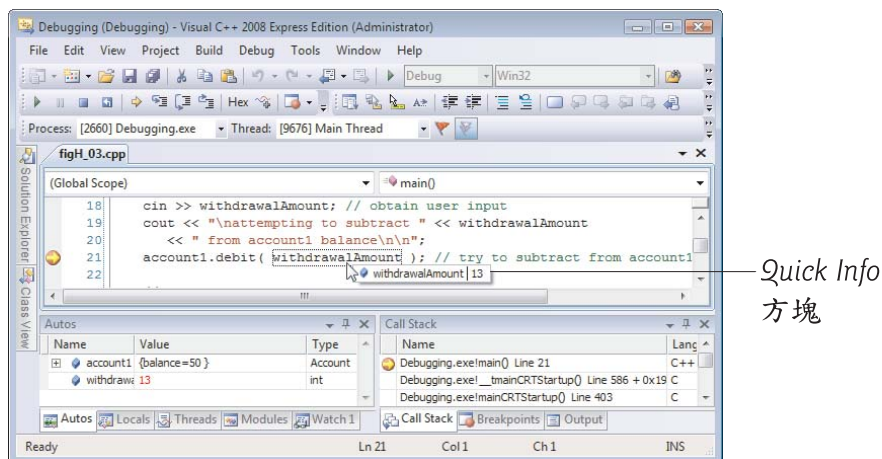 Debugging (Debugging) - Visual C++ 2008 Express Edition (Administrator)
File Edit View Project Build Debug Tools Window Help
Debug Win32
Hex
Process: [2660] Debugging.exe Thread: [9676] Main Thread
Solution Explorer
Class View
figH_03.cpp
(Global Scope) main()
18 cin >> withdrawalAmount; // obtain user input
19 cout << "\nattempting to subtract " << withdrawalAmount
20 << " from account1 balance\n\n";
21 account1.debit( withdrawalAmount ); // try to subtract from account1
22
withdrawalAmount 13
Quick Info
方塊
Autos
Name Value Type
account1 {balance=50 } Account
withdrawa 13 int
Autos Locals Threads Modules Watch 1
Call Stack
Name Lang
Debugging.exe!main() Line 21 C++
Debugging.exe!__tmainCRTStartup() Line 586 + 0x19 C
Debugging.exe!mainCRTStartup() Line 403 C
Call Stack Breakpoints Output
Ready Ln 21 Col 1 Ch 1 INS